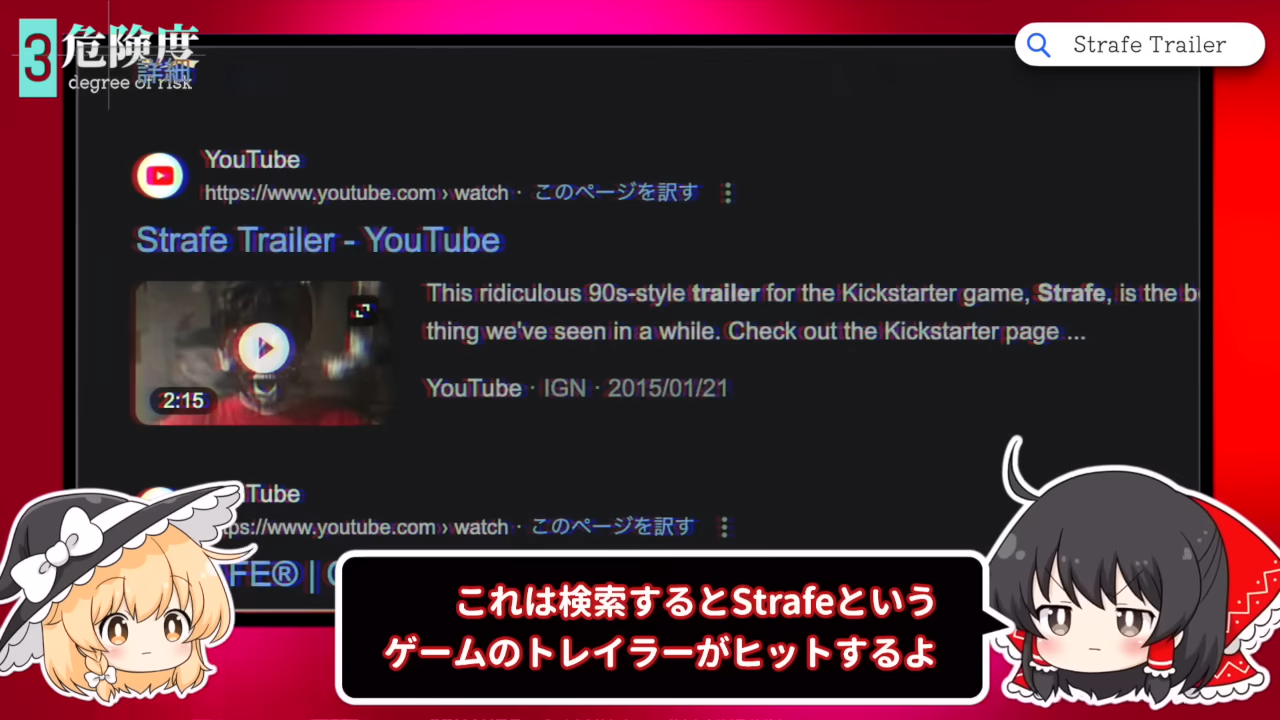 3 危険度
詳細
degree of risk
Strafe Trailer
YouTube
https://www.youtube.com › watch · このページを訳す
Strafe Trailer - YouTube
This ridiculous 90s-style trailer for the Kickstarter game, Strafe, is the
thing we've seen in a while. Check out the Kickstarter page ...
2:15
YouTube · IGN · 2015/01/21
Tube
ps://www.youtube.com › watch · このページを訳す
FE® |
これは検索するとStrafeという
ゲームのトレイラーがヒットするよ